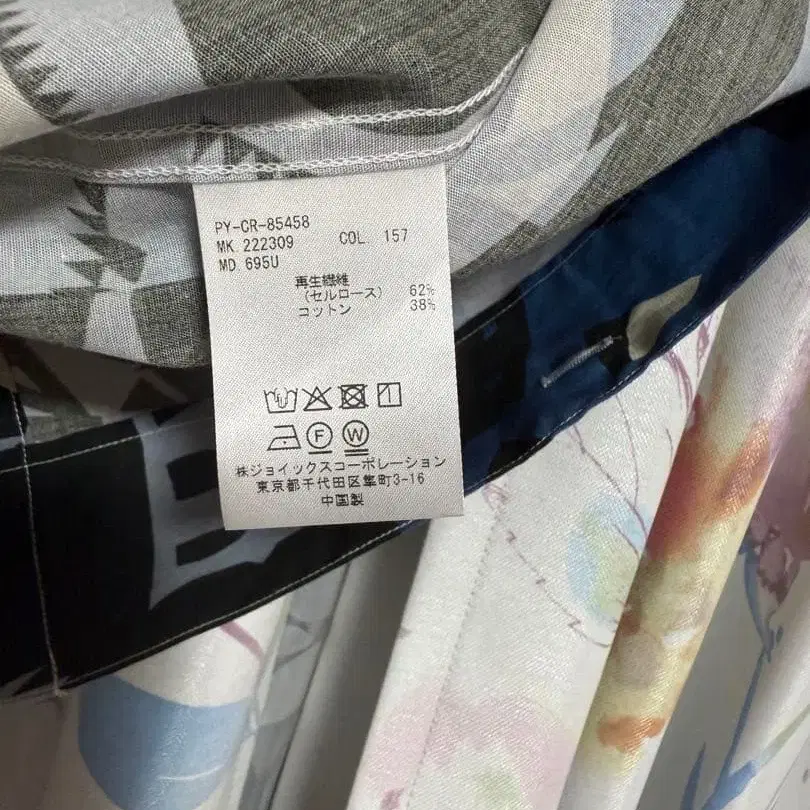 PY-CR-85458
MK. 222309 COL. 157
MD. 695U
再生繊維
(セルロース) 62%
コットン 38%
F W
株ジョイックスコーポレーション
東京都千代田区隼町3-16
中国製